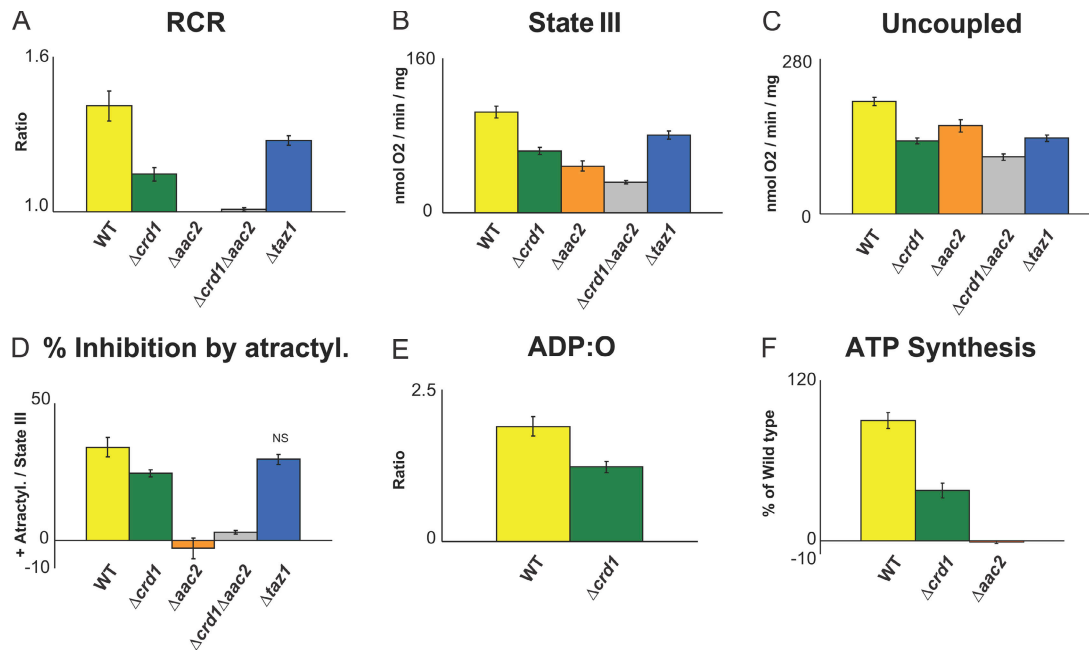 A RCR
1.6
Ratio
1.0
WT
Δcrd1
Δaac2
Δcrd1Δaac2
Δtaz1
B State III
160
nmol O2 / min / mg
0
WT
Δcrd1
Δaac2
Δcrd1Δaac2
Δtaz1
C Uncoupled
280
nmol O2 / min / mg
0
WT
Δcrd1
Δaac2
Δcrd1Δaac2
Δtaz1
D % Inhibition by atractyl.
50
+ Atractyl. / State III
0
-10
NS
WT
Δcrd1
Δaac2
Δcrd1Δaac2
Δtaz1
E ADP:O
2.5
Ratio
0
WT
Δcrd1
F ATP Synthesis
120
% of Wild type
0
-10
WT
Δcrd1
Δaac2